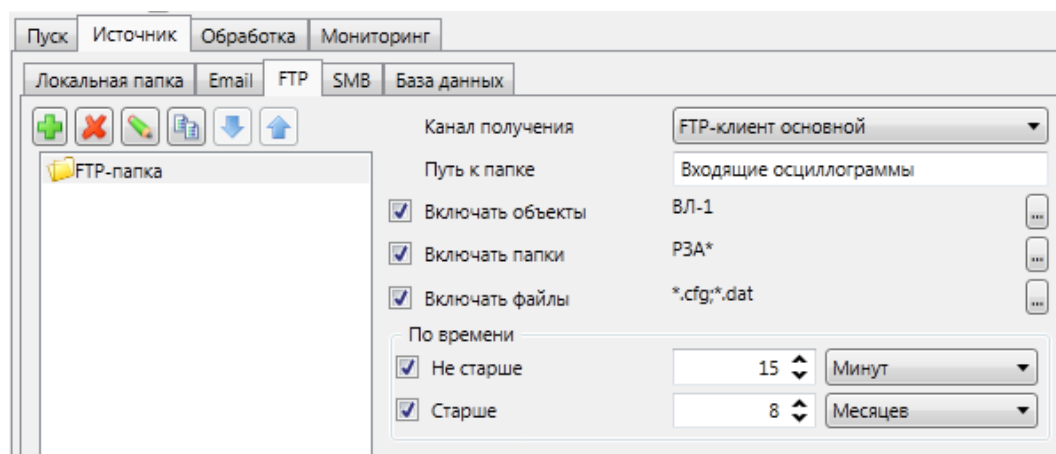 Пуск Источник Обработка Мониторинг
Локальная папка Email FTP SMB База данных
Канал получения FTP-клиент основной
FTP-папка
Путь к папке Входящие осциллограммы
Включать объекты ВЛ-1 ...
Включать папки РЗА* ...
Включать файлы *.cfg;*.dat ...
По времени
Не старше 15 Минут
Старше 8 Месяцев